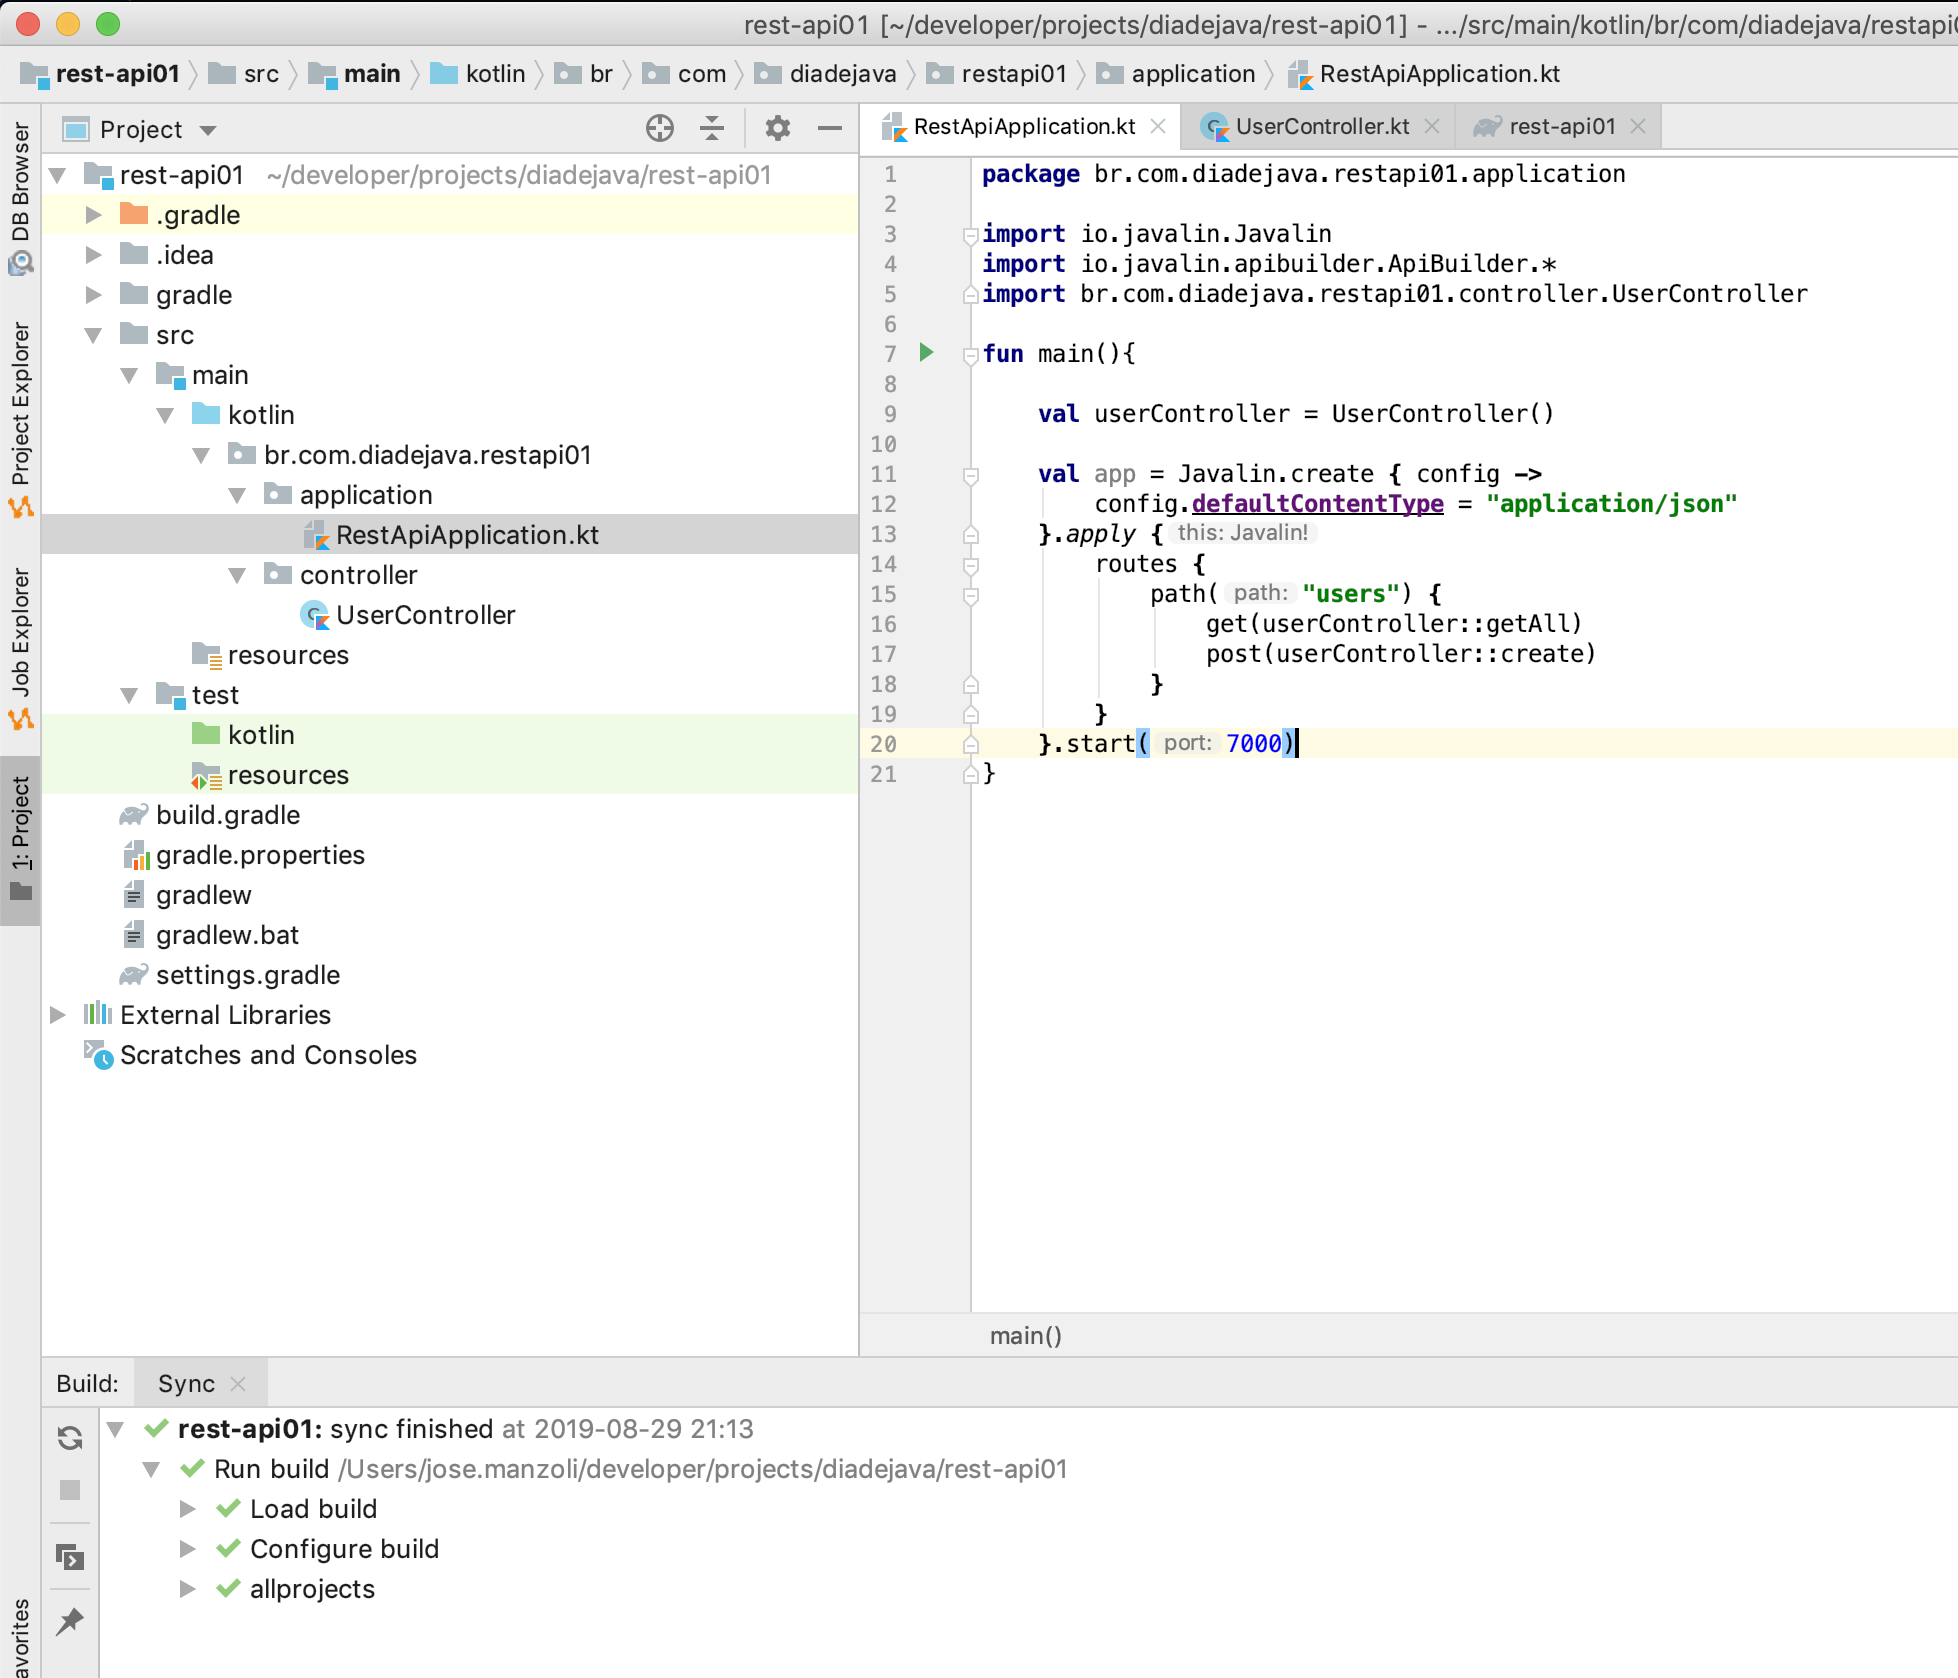 rest-api01 [~/developer/projects/diadejava/rest-api01] - .../src/main/kotlin/br/com/diadejava/restapi0
rest-api01 src main kotlin br com diadejava restapi01 application RestApiApplication.kt
DB Browser
Project Explorer
Job Explorer
1: Project
avorites
Project
rest-api01 ~/developer/projects/diadejava/rest-api01
.gradle
.idea
gradle
src
main
kotlin
br.com.diadejava.restapi01
application
RestApiApplication.kt
controller
UserController
resources
test
kotlin
resources
build.gradle
gradle.properties
gradlew
gradlew.bat
settings.gradle
External Libraries
Scratches and Consoles
RestApiApplication.kt UserController.kt rest-api01
1 package br.com.diadejava.restapi01.application
2
3 import io.javalin.Javalin
4 import io.javalin.apibuilder.ApiBuilder.*
5 import br.com.diadejava.restapi01.controller.UserController
6
7 fun main(){
8
9 val userController = UserController()
10
11 val app = Javalin.create { config ->
12 config.defaultContentType = "application/json"
13 }.apply { this: Javalin!
14 routes {
15 path( path: "users") {
16 get(userController::getAll)
17 post(userController::create)
18 }
19 }
20 }.start( port: 7000)
21 }
main()
Build: Sync
rest-api01: sync finished at 2019-08-29 21:13
Run build /Users/jose.manzoli/developer/projects/diadejava/rest-api01
Load build
Configure build
allprojects